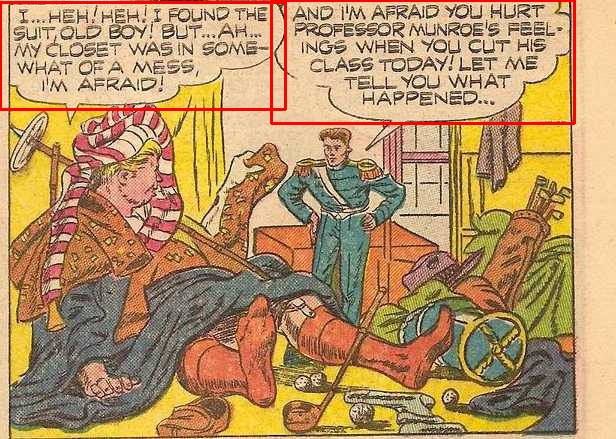 I...HEH! HEH! I FOUND THE
SUIT, OLD BOY! BUT...AH...
MY CLOSET WAS IN SOME-
WHAT OF A MESS,
I'M AFRAID!
AND I'M AFRAID YOU HURT
PROFESSOR MUNROE'S FEEL-
INGS WHEN YOU CUT HIS
CLASS TODAY! LET ME
TELL YOU WHAT
HAPPENED...